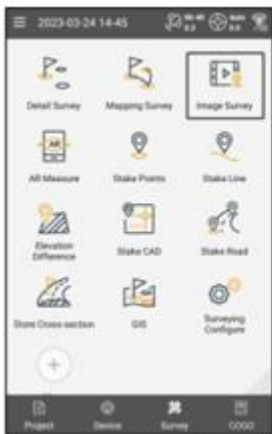 2023-03-24 14:45
Detail Survey
Mapping Survey
Image Survey
AR
AR Measure
Stake Points
Stake Line
Elevation
Difference
Stake CAD
Stake Road
Store Cross-section
GIS
Surveying
Configure
Project
Device
Survey
COGO